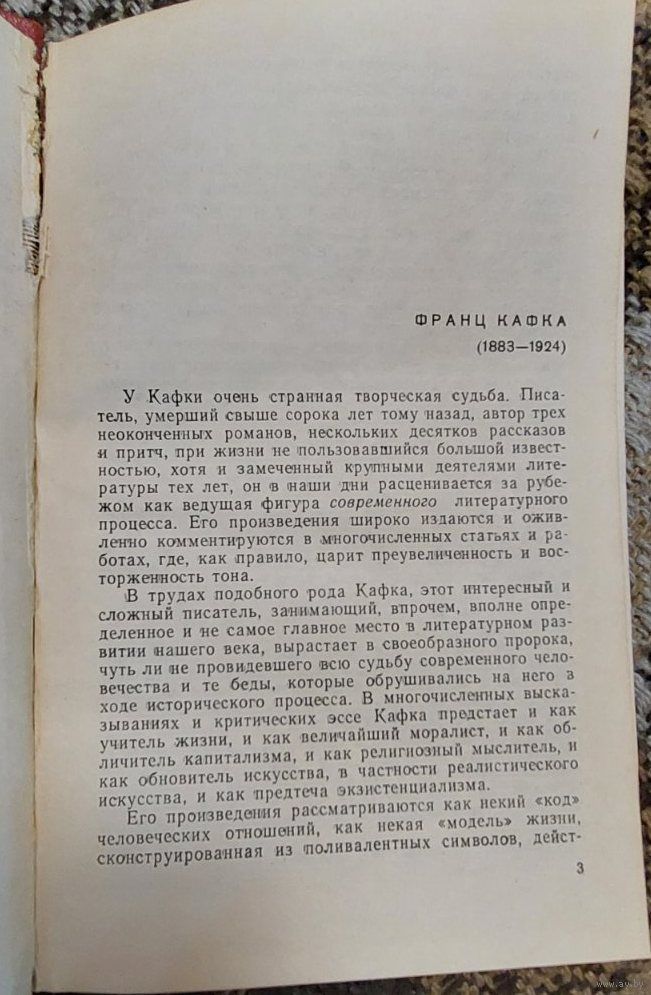 ФРАНЦ КАФКА
(1883—1924)
У Кафки очень странная творческая судьба. Писа-
тель, умерший свыше сорока лет тому назад, автор трех
неоконченных романов, нескольких десятков рассказов
и притч, при жизни не пользовавшийся большой извест-
ностью, хотя и замеченный крупными деятелями лите-
ратуры тех лет, он в наши дни расценивается за рубе-
жом как ведущая фигура современного литературного
процесса. Его произведения широко издаются и ожив-
ленно комментируются в многочисленных статьях и ра-
ботах, где, как правило, царит преувеличенность и вос-
торженность тона.
В трудах подобного рода Кафка, этот интересный и
сложный писатель, занимающий, впрочем, вполне опре-
деленное и не самое главное место в литературном раз-
витии нашего века, вырастает в своеобразного пророка,
чуть ли не провидевшего всю судьбу современного чело-
вечества и те беды, которые обрушивались на него в
ходе исторического процесса. В многочисленных выска-
зываниях и критических эссе Кафка предстает и как
учитель жизни, и как величайший моралист, и как об-
личитель капитализма, и как религиозный мыслитель, и
как обновитель искусства, в частности реалистического
искусства, и как предтеча экзистенциализма.
Его произведения рассматриваются как некий «код»
человеческих отношений, как некая «модель» жизни,
сконструированная из поливалентных символов, дейст-
3
www.ay.by